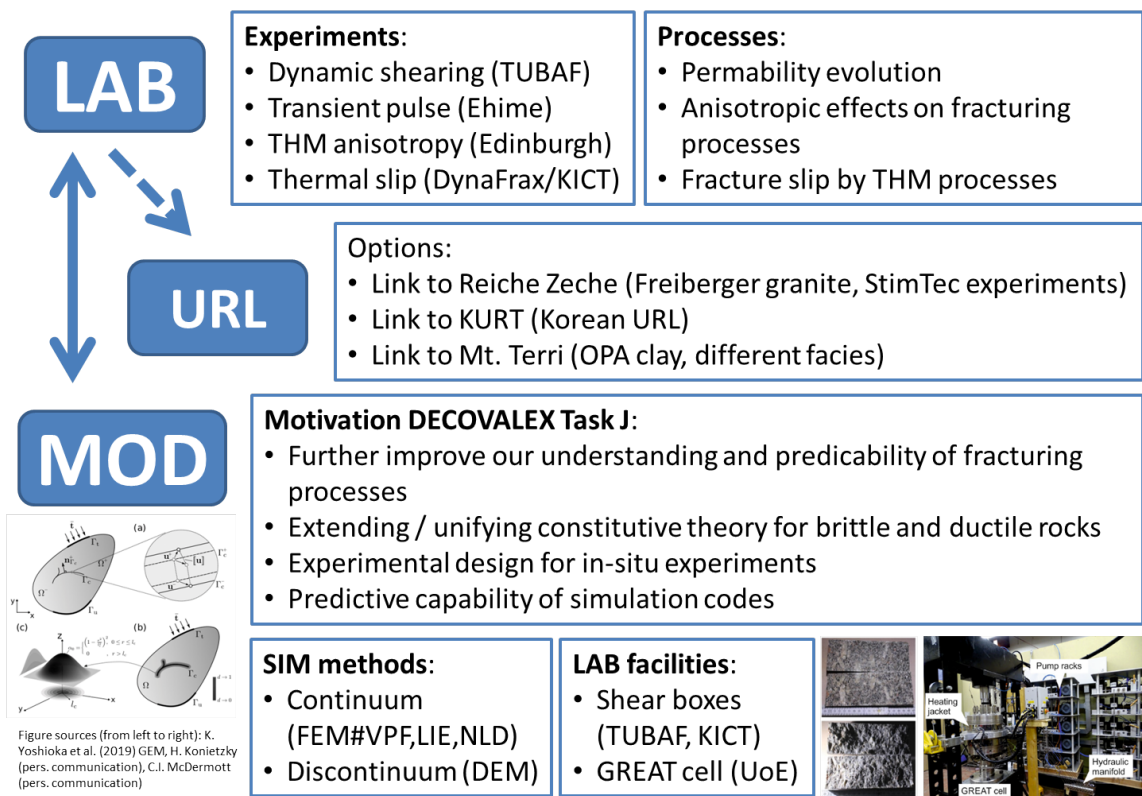 LAB
Experiments:
• Dynamic shearing (TUBAF)
• Transient pulse (Ehime)
• THM anisotropy (Edinburgh)
• Thermal slip (DynaFrax/KICT)
Processes:
• Permability evolution
• Anisotropic effects on fracturing
processes
• Fracture slip by THM processes
URL
Options:
• Link to Reiche Zeche (Freiberger granite, StimTec experiments)
• Link to KURT (Korean URL)
• Link to Mt. Terri (OPA clay, different facies)
MOD
Motivation DECOVALEX Task J:
• Further improve our understanding and predicability of fracturing
processes
• Extending / unifying constitutive theory for brittle and ductile rocks
• Experimental design for in-situ experiments
• Predictive capability of simulation codes
(a)
(c)
(b)
Figure sources (from left to right): K.
Yoshioka et al. (2019) GEM, H. Konietzky
(pers. communication), C.I. McDermott
(pers. communication)
SIM methods:
• Continuum
(FEM#VPF,LIE,NLD)
• Discontinuum (DEM)
LAB facilities:
• Shear boxes
(TUBAF, KICT)
• GREAT cell (UoE)
Pump racks
Heating
jacket
Hydraulic
manifold
GREAT cell